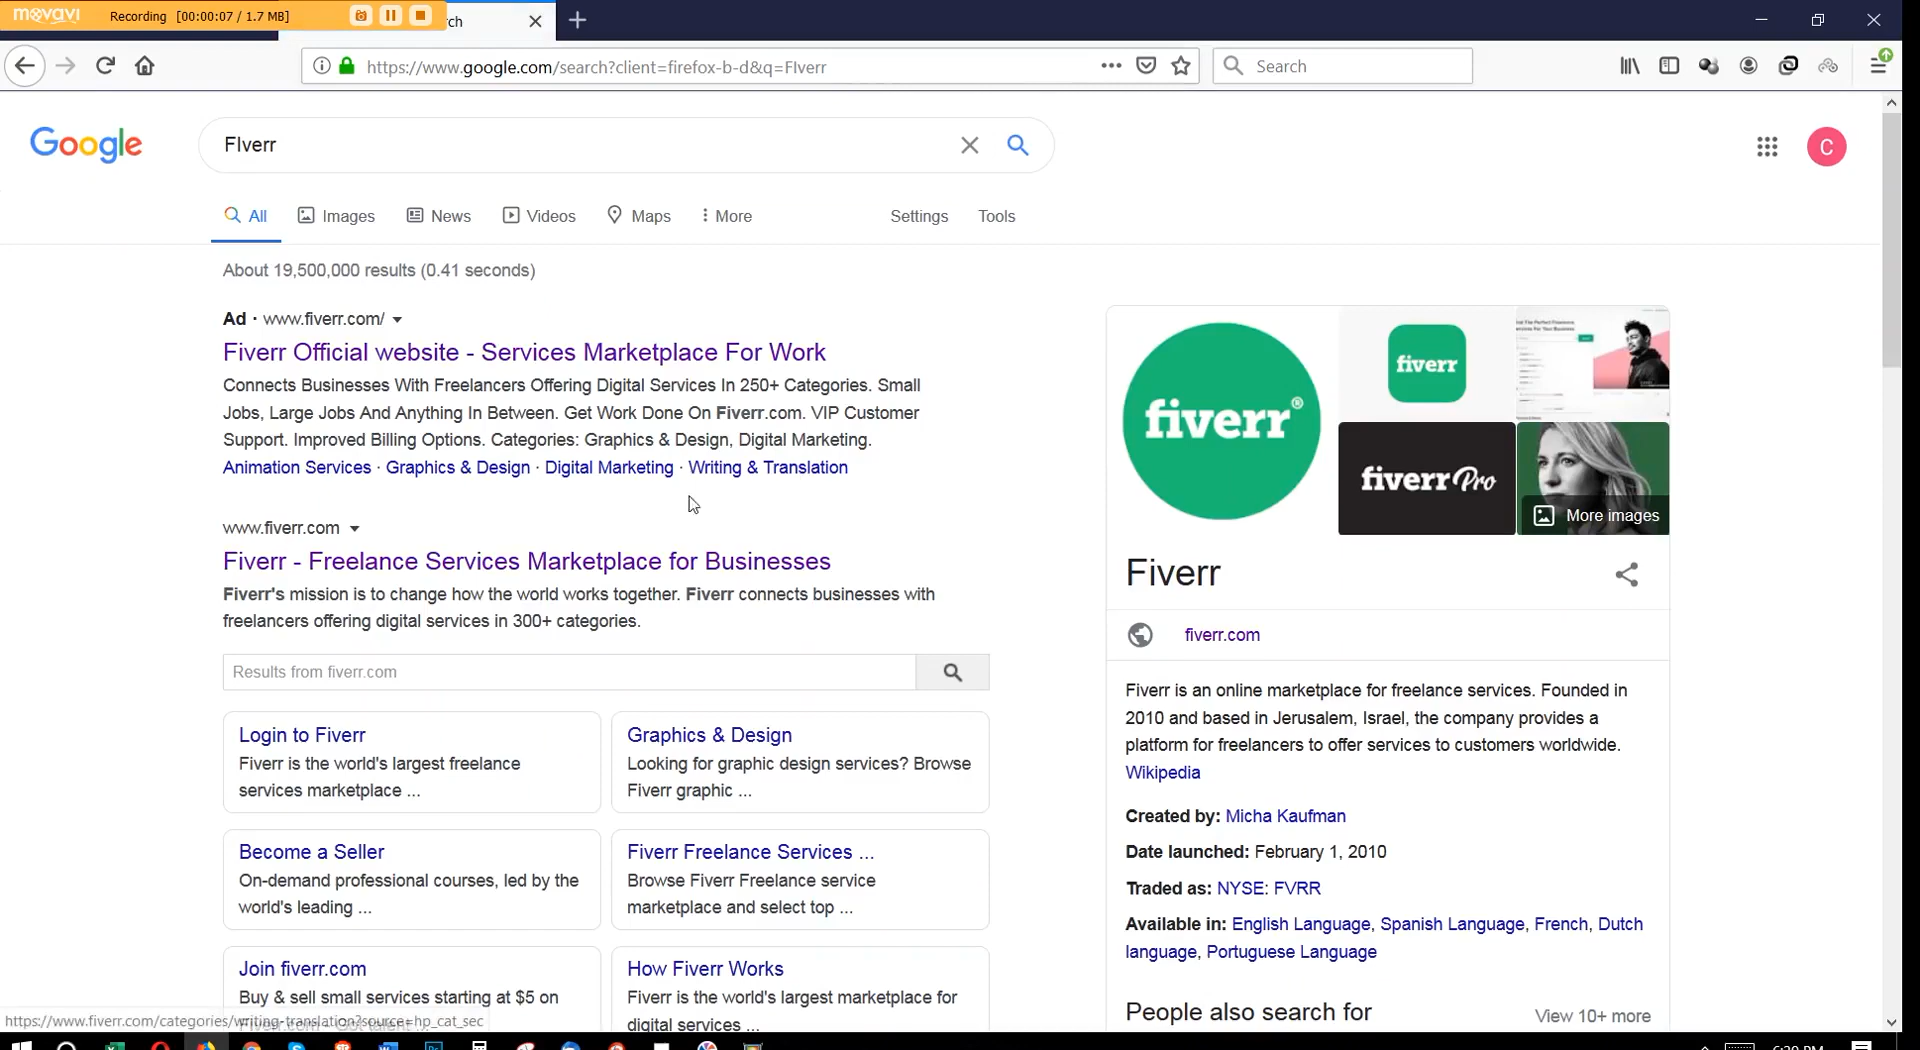 movavi Recording [00:00:07 / 1.7 MB] rch
https://www.google.com/search?client=firefox-b-d&q=FIverr
Search
Google FIverr C
All Images News Videos Maps More Settings Tools
About 19,500,000 results (0.41 seconds)
Ad · www.fiverr.com/
Fiverr Official website - Services Marketplace For Work
Connects Businesses With Freelancers Offering Digital Services In 250+ Categories. Small
Jobs, Large Jobs And Anything In Between. Get Work Done On Fiverr.com. VIP Customer
Support. Improved Billing Options. Categories: Graphics & Design, Digital Marketing.
Animation Services · Graphics & Design · Digital Marketing · Writing & Translation
www.fiverr.com
Fiverr - Freelance Services Marketplace for Businesses
Fiverr's mission is to change how the world works together. Fiverr connects businesses with
freelancers offering digital services in 300+ categories.
Results from fiverr.com
Login to Fiverr
Fiverr is the world's largest freelance
services marketplace ...
Graphics & Design
Looking for graphic design services? Browse
Fiverr graphic ...
Become a Seller
On-demand professional courses, led by the
world's leading ...
Fiverr Freelance Services ...
Browse Fiverr Freelance service
marketplace and select top ...
Join fiverr.com
Buy & sell small services starting at $5 on
How Fiverr Works
Fiverr is the world's largest marketplace for
digital services ...
https://www.fiverr.com/categories/writing-translation?source=hp_cat_sec
fiverr®
fiverr
fiverr Pro
More images
Fiverr
fiverr.com
Fiverr is an online marketplace for freelance services. Founded in
2010 and based in Jerusalem, Israel, the company provides a
platform for freelancers to offer services to customers worldwide.
Wikipedia
Created by: Micha Kaufman
Date launched: February 1, 2010
Traded as: NYSE: FVRR
Available in: English Language, Spanish Language, French, Dutch
language, Portuguese Language
People also search for
View 10+ more